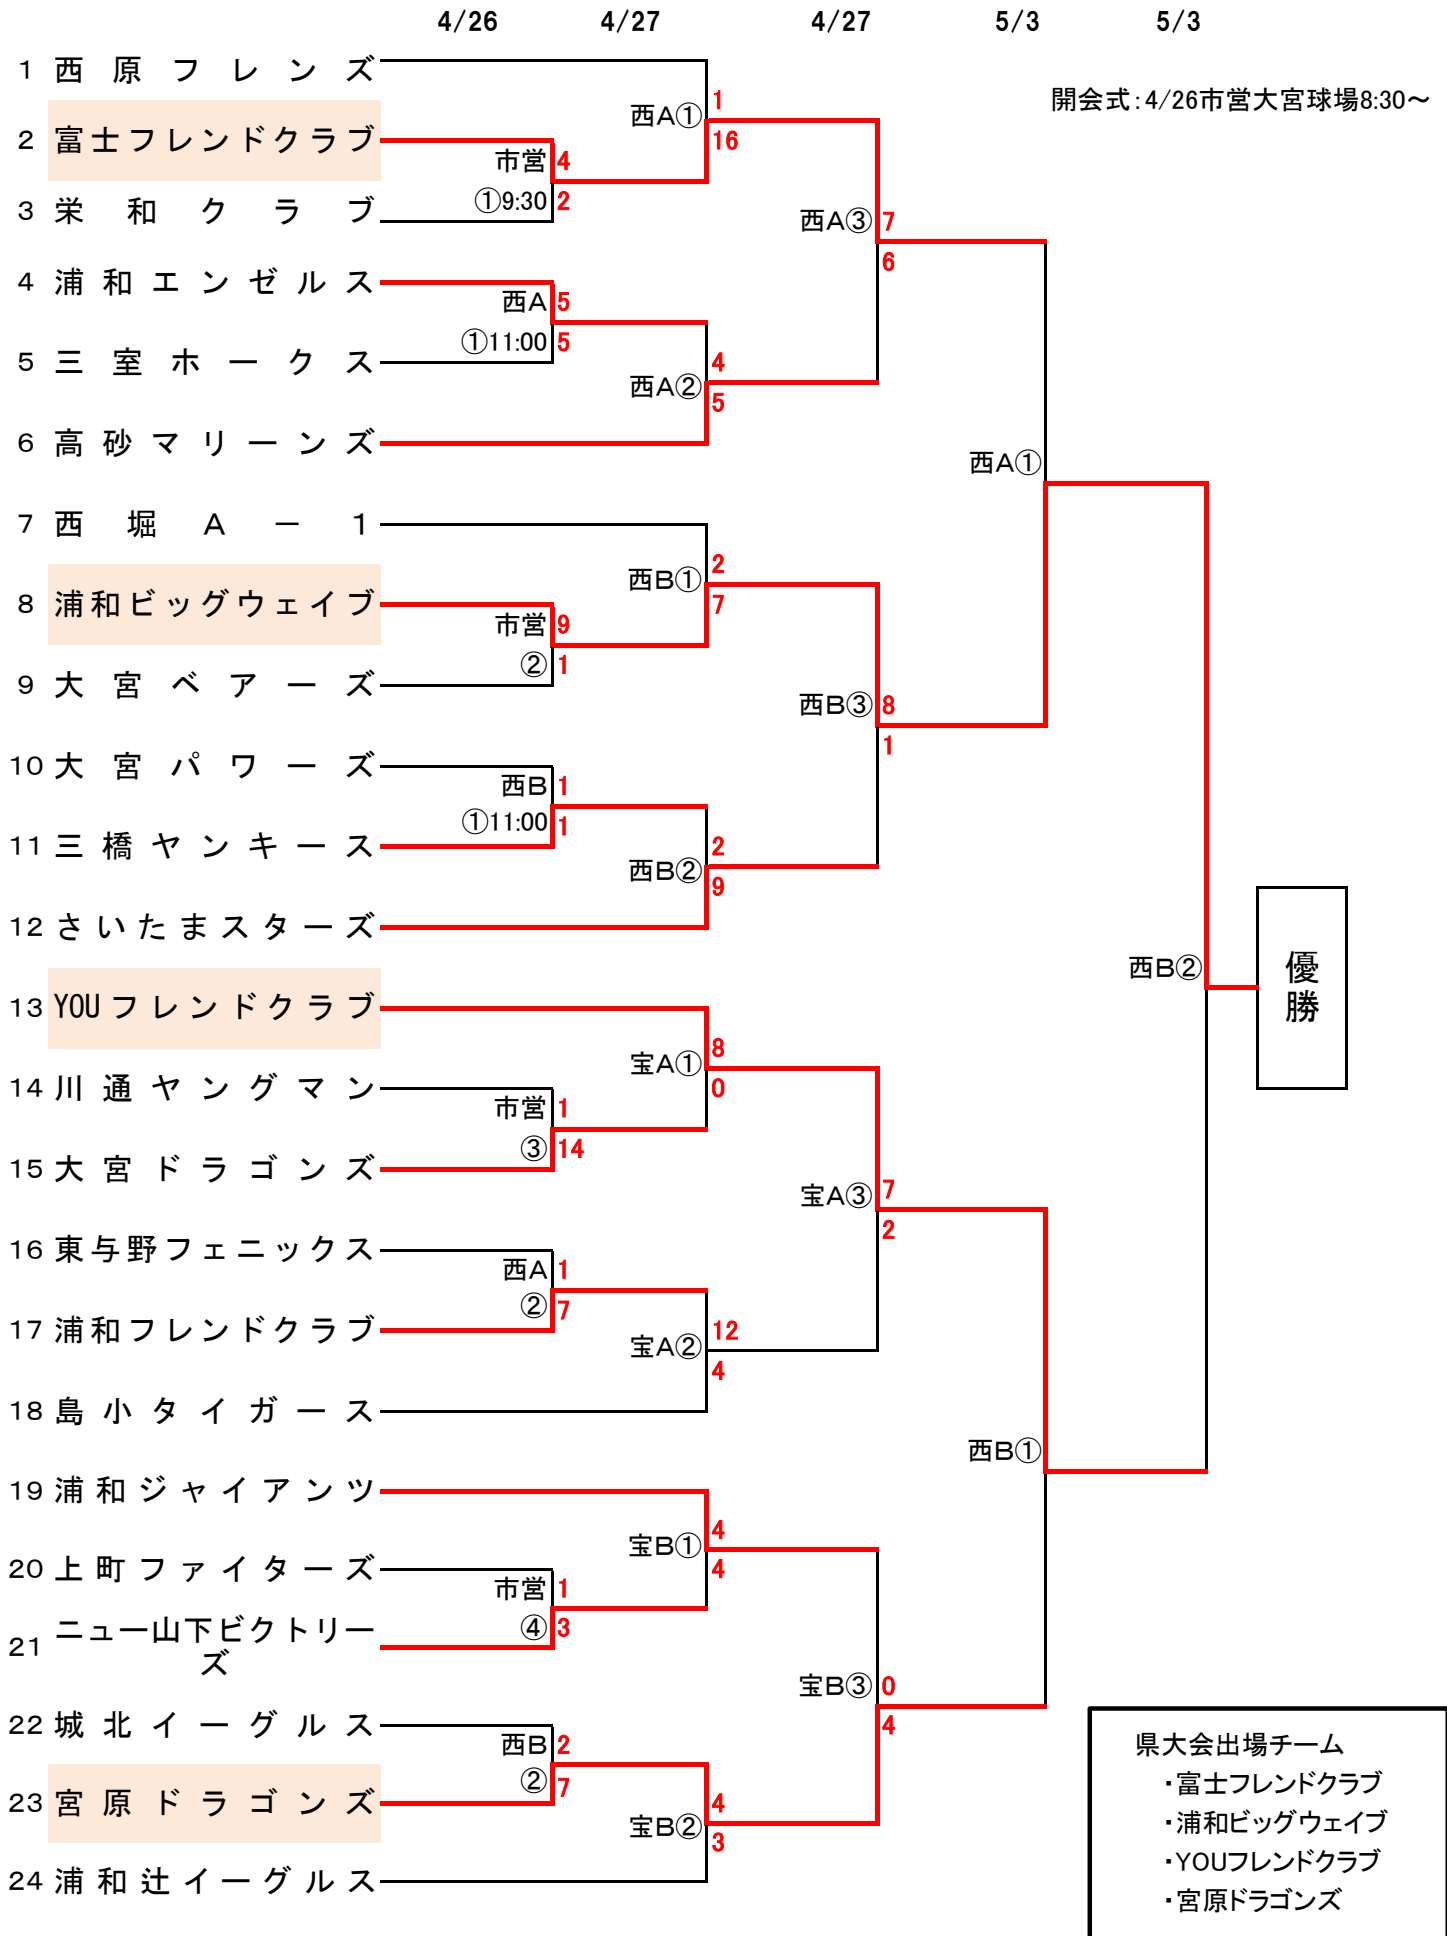 4/26 4/27 4/27 5/3 5/3
開会式：4/26市営大宮球場8:30～
1 西原フレンズ
西A① 1
16
2 富士フレンドクラブ
市営 4
①9:30 2
3 栄和クラブ
西A③ 7
6
4 浦和エンゼルス
西A 5
①11:00 5
5 三室ホークス
西A② 4
5
6 高砂マリーンズ
西A①
7 西堀A－1
西B① 2
7
8 浦和ビッグウェイブ
市営 9
② 1
9 大宮ベアーズ
西B③ 8
1
10 大宮パワーズ
西B 1
①11:00 1
11 三橋ヤンキース
西B② 2
9
12 さいたまスターズ
西B②
優勝
13 YOUフレンドクラブ
宝A① 8
0
14 川通ヤングマン
市営 1
③ 14
15 大宮ドラゴンズ
宝A③ 7
2
16 東与野フェニックス
西A 1
② 7
17 浦和フレンドクラブ
宝A② 12
4
18 島小タイガース
西B①
19 浦和ジャイアンツ
宝B① 4
4
20 上町ファイターズ
市営 1
④ 3
21 ニュー山下ビクトリー
ズ
宝B③ 0
4
22 城北イーグルス
西B 2
② 7
23 宮原ドラゴンズ
宝B② 4
3
24 浦和辻イーグルス
県大会出場チーム
・富士フレンドクラブ
・浦和ビッグウェイブ
・YOUフレンドクラブ
・宮原ドラゴンズ